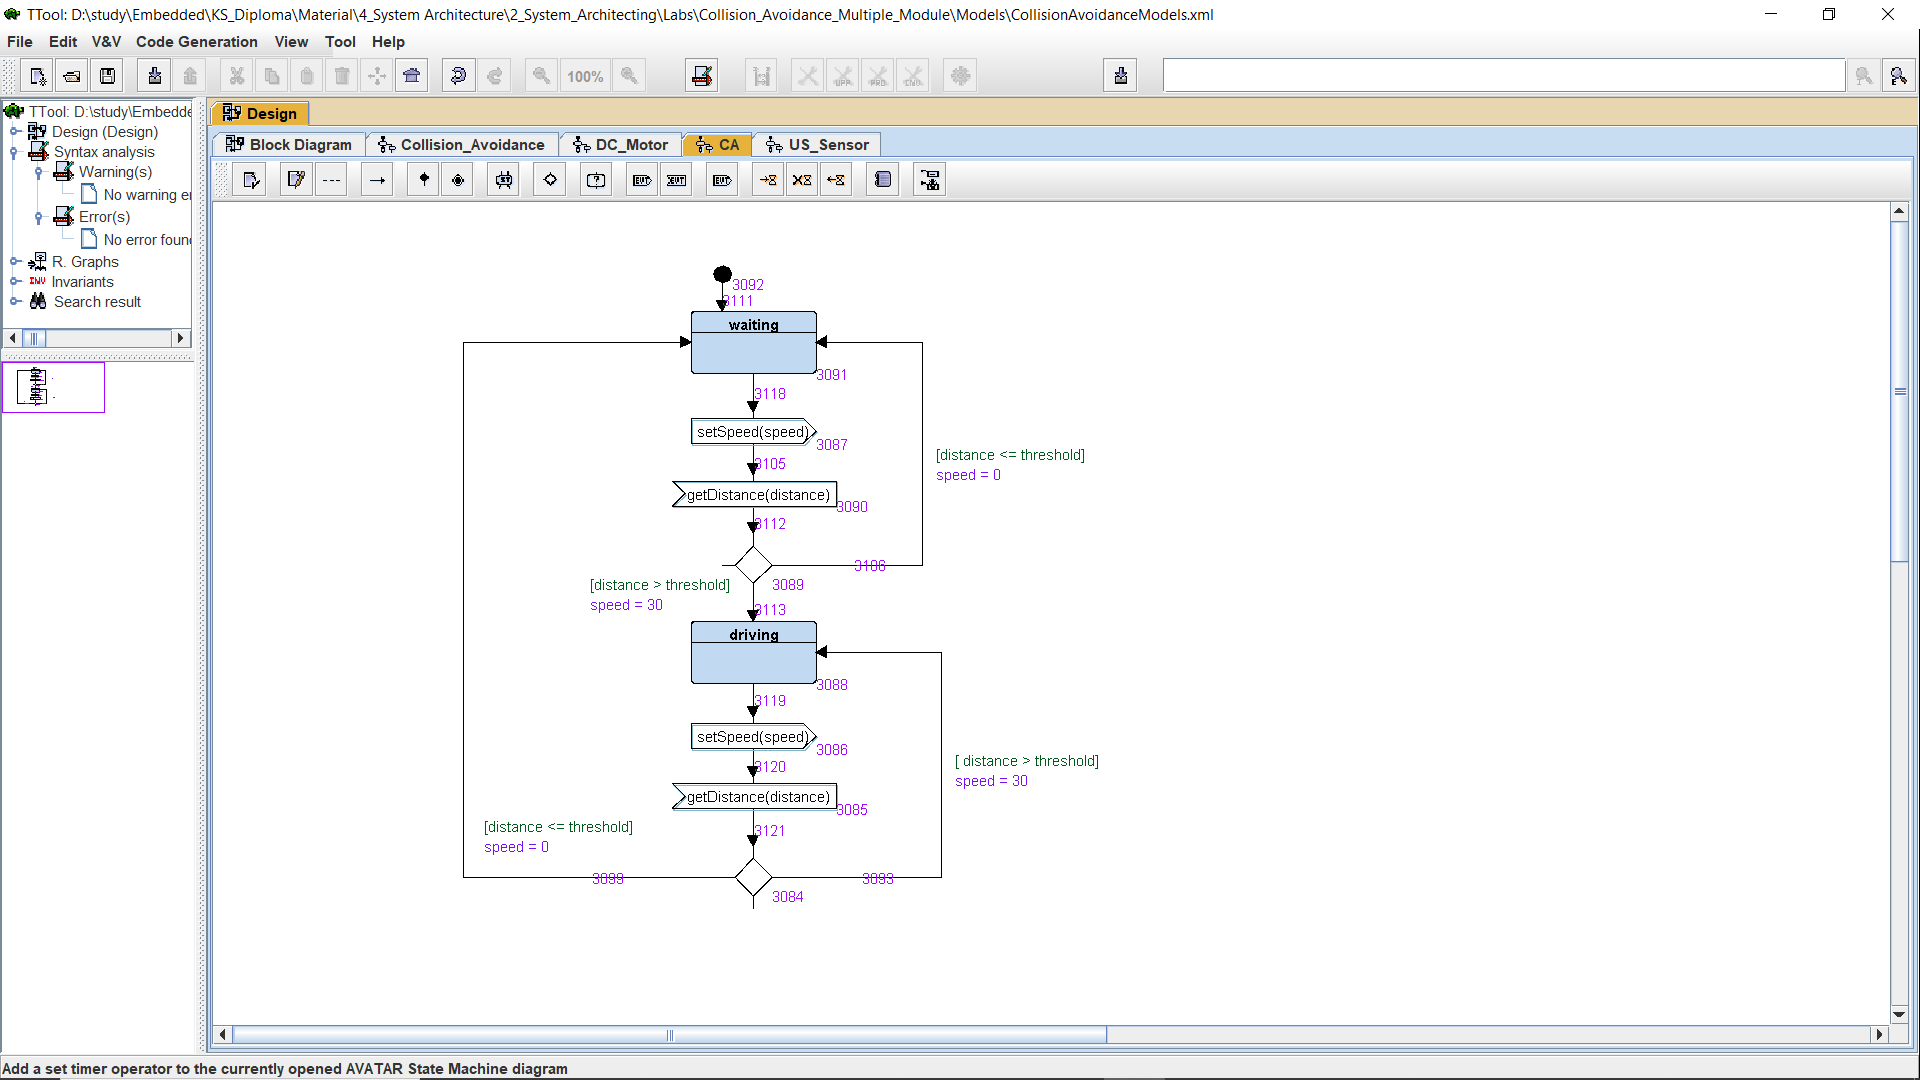 TTool: D:\study\Embedded\KS_Diploma\Material\4_System Architecture\2_System_Architecting\Labs\Collision_Avoidance_Multiple_Module\Models\CollisionAvoidanceModels.xml
File Edit V&V Code Generation View Tool Help
100%
TTool: D:\study\Embedde
Design (Design)
Syntax analysis
Warning(s)
No warning e
Error(s)
No error foun
R. Graphs
INV Invariants
Search result
Design
Block Diagram Collision_Avoidance DC_Motor CA US_Sensor
3092
3111
waiting
3091
3118
setSpeed(speed)
3087
3105
getDistance(distance)
3090
3112
[distance <= threshold]
speed = 0
3106
3089
[distance > threshold]
speed = 30
3113
driving
3088
3119
setSpeed(speed)
3086
3120
getDistance(distance)
3085
3121
[ distance > threshold]
speed = 30
[distance <= threshold]
speed = 0
3099
3093
3084
Add a set timer operator to the currently opened AVATAR State Machine diagram